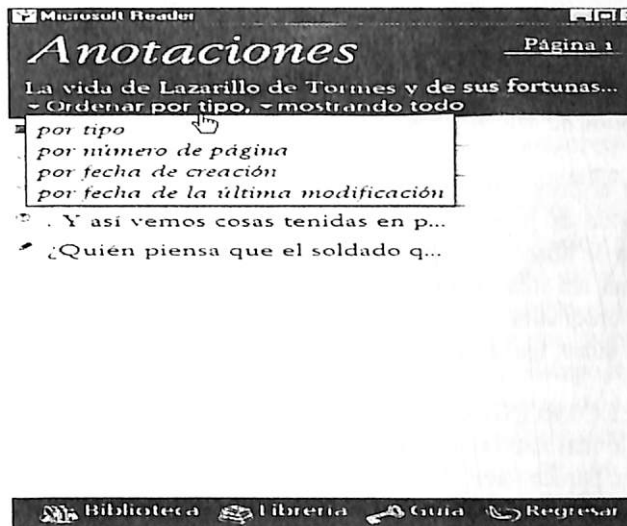 Microsoft Reader
Anotaciones
Página 1
La vida de Lazarillo de Tormes y de sus fortunas...
Ordenar por tipo, mostrando todo
por tipo
por número de página
por fecha de creación
por fecha de la última modificación
. Y así vemos cosas tenidas en p...
¿Quién piensa que el soldado q...
Biblioteca Librería Guía Regresar